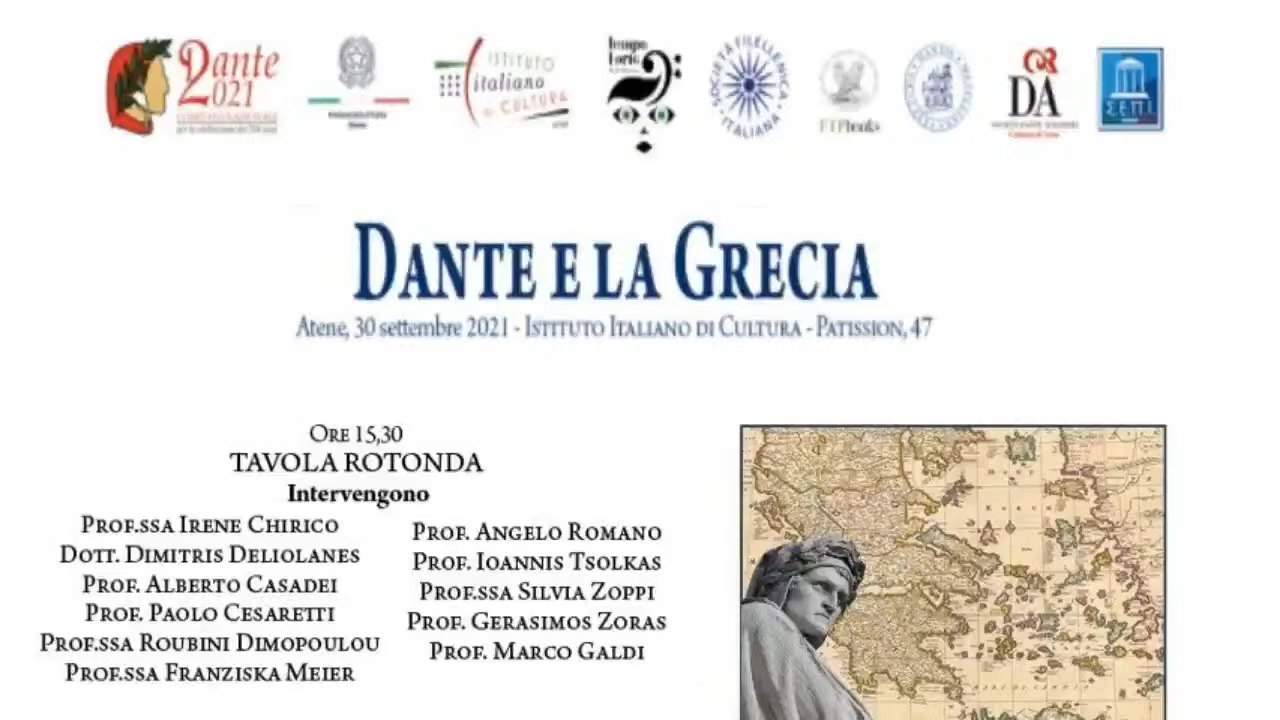 Dante
2021
ISTITUTO
italiano
DI CULTURA
SOCIETÀ FILELLENICA
ITALIANA
ETPbooks
DA
ΣΕΠΙ
DANTE E LA GRECIA
Atene, 30 settembre 2021 - ISTITUTO ITALIANO DI CULTURA - PATISSION, 47
ORE 15,30
TAVOLA ROTONDA
Intervengono
PROF.SSA IRENE CHIRICO
DOTT. DIMITRIS DELIOLANES
PROF. ALBERTO CASADEI
PROF. PAOLO CESARETTI
PROF.SSA ROUBINI DIMOPOULOU
PROF.SSA FRANZISKA MEIER
PROF. ANGELO ROMANO
PROF. IOANNIS TSOLKAS
PROF.SSA SILVIA ZOPPI
PROF. GERASIMOS ZORAS
PROF. MARCO GALDI